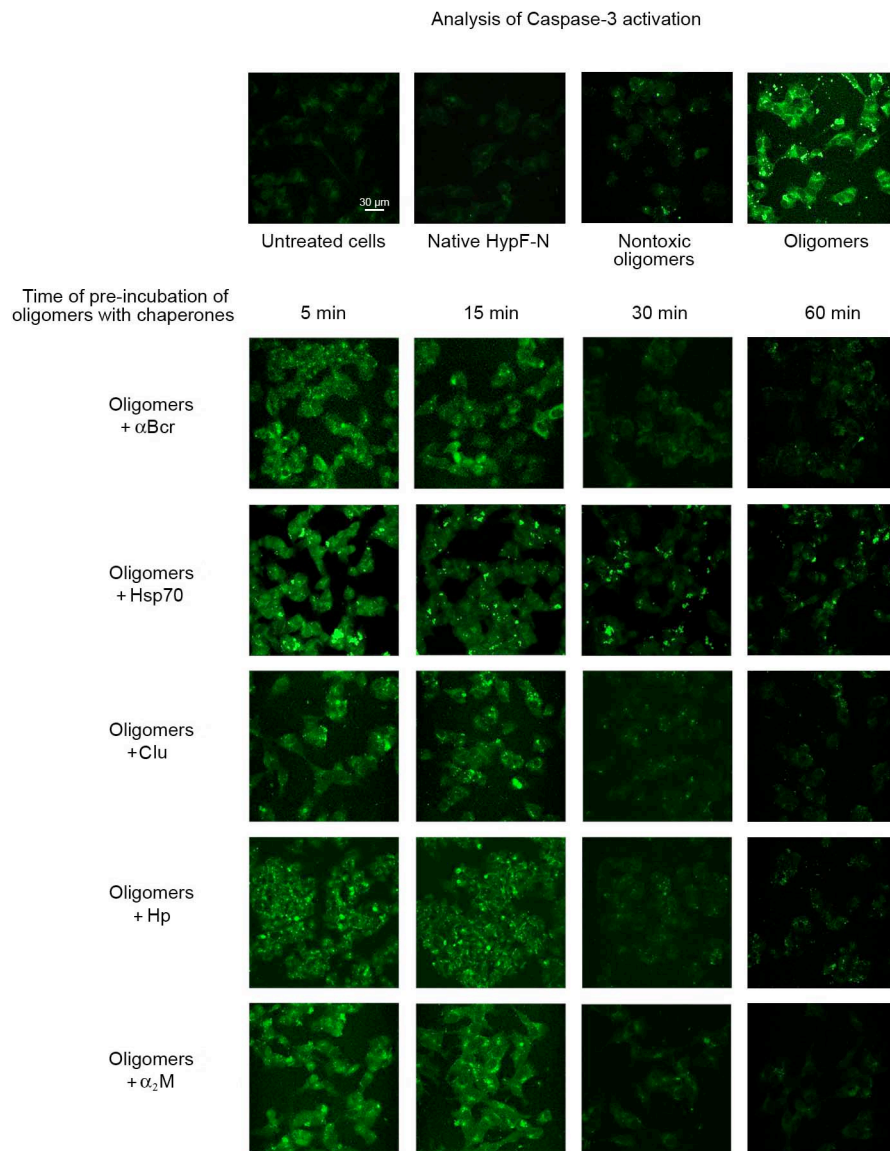 Analysis of Caspase-3 activation
30 µm
Untreated cells
Native HypF-N
Nontoxic
oligomers
Oligomers
Time of pre-incubation of
oligomers with chaperones
5 min
15 min
30 min
60 min
Oligomers
+ αBcr
Oligomers
+ Hsp70
Oligomers
+Clu
Oligomers
+ Hp
Oligomers
+ α₂M